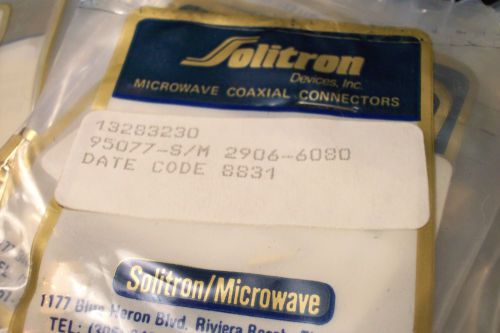 Solitron
Devices, Inc.
MICROWAVE COAXIAL CONNECTORS
13283230
95077-S/M 2906-6080
DATE CODE 8831
Solitron/Microwave
1177 Blue Heron Blvd. Riviera
TEL: